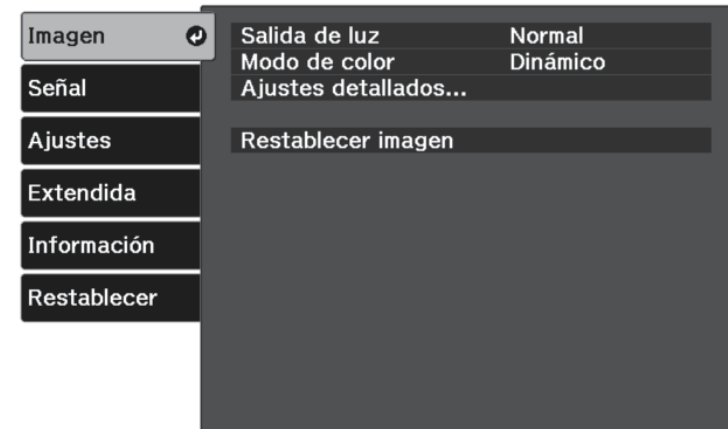 Imagen
Señal
Ajustes
Extendida
Información
Restablecer
Salida de luz Normal
Modo de color Dinámico
Ajustes detallados...
Restablecer imagen